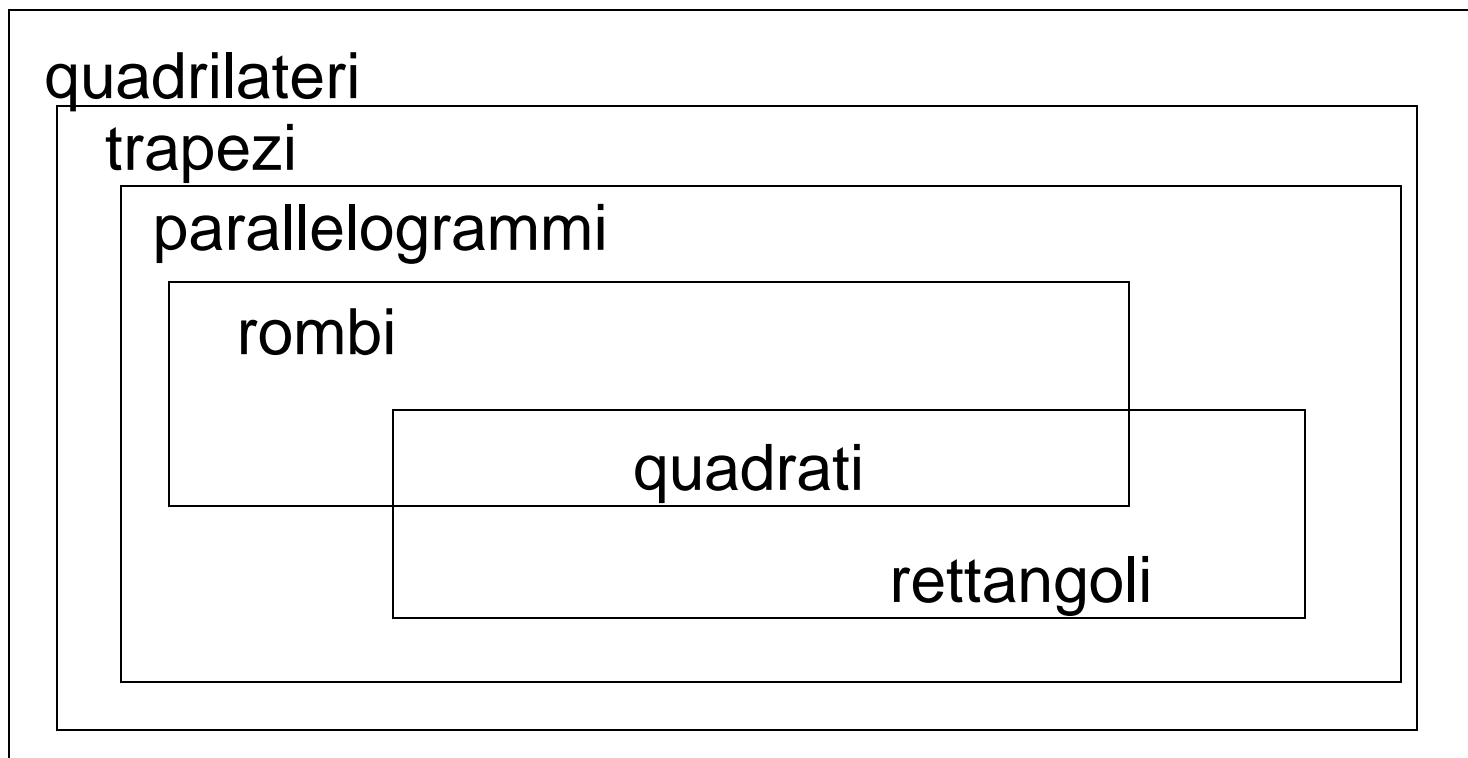 quadrilateri
trapezi
parallelogrammi
rombi
quadrati
rettangoli